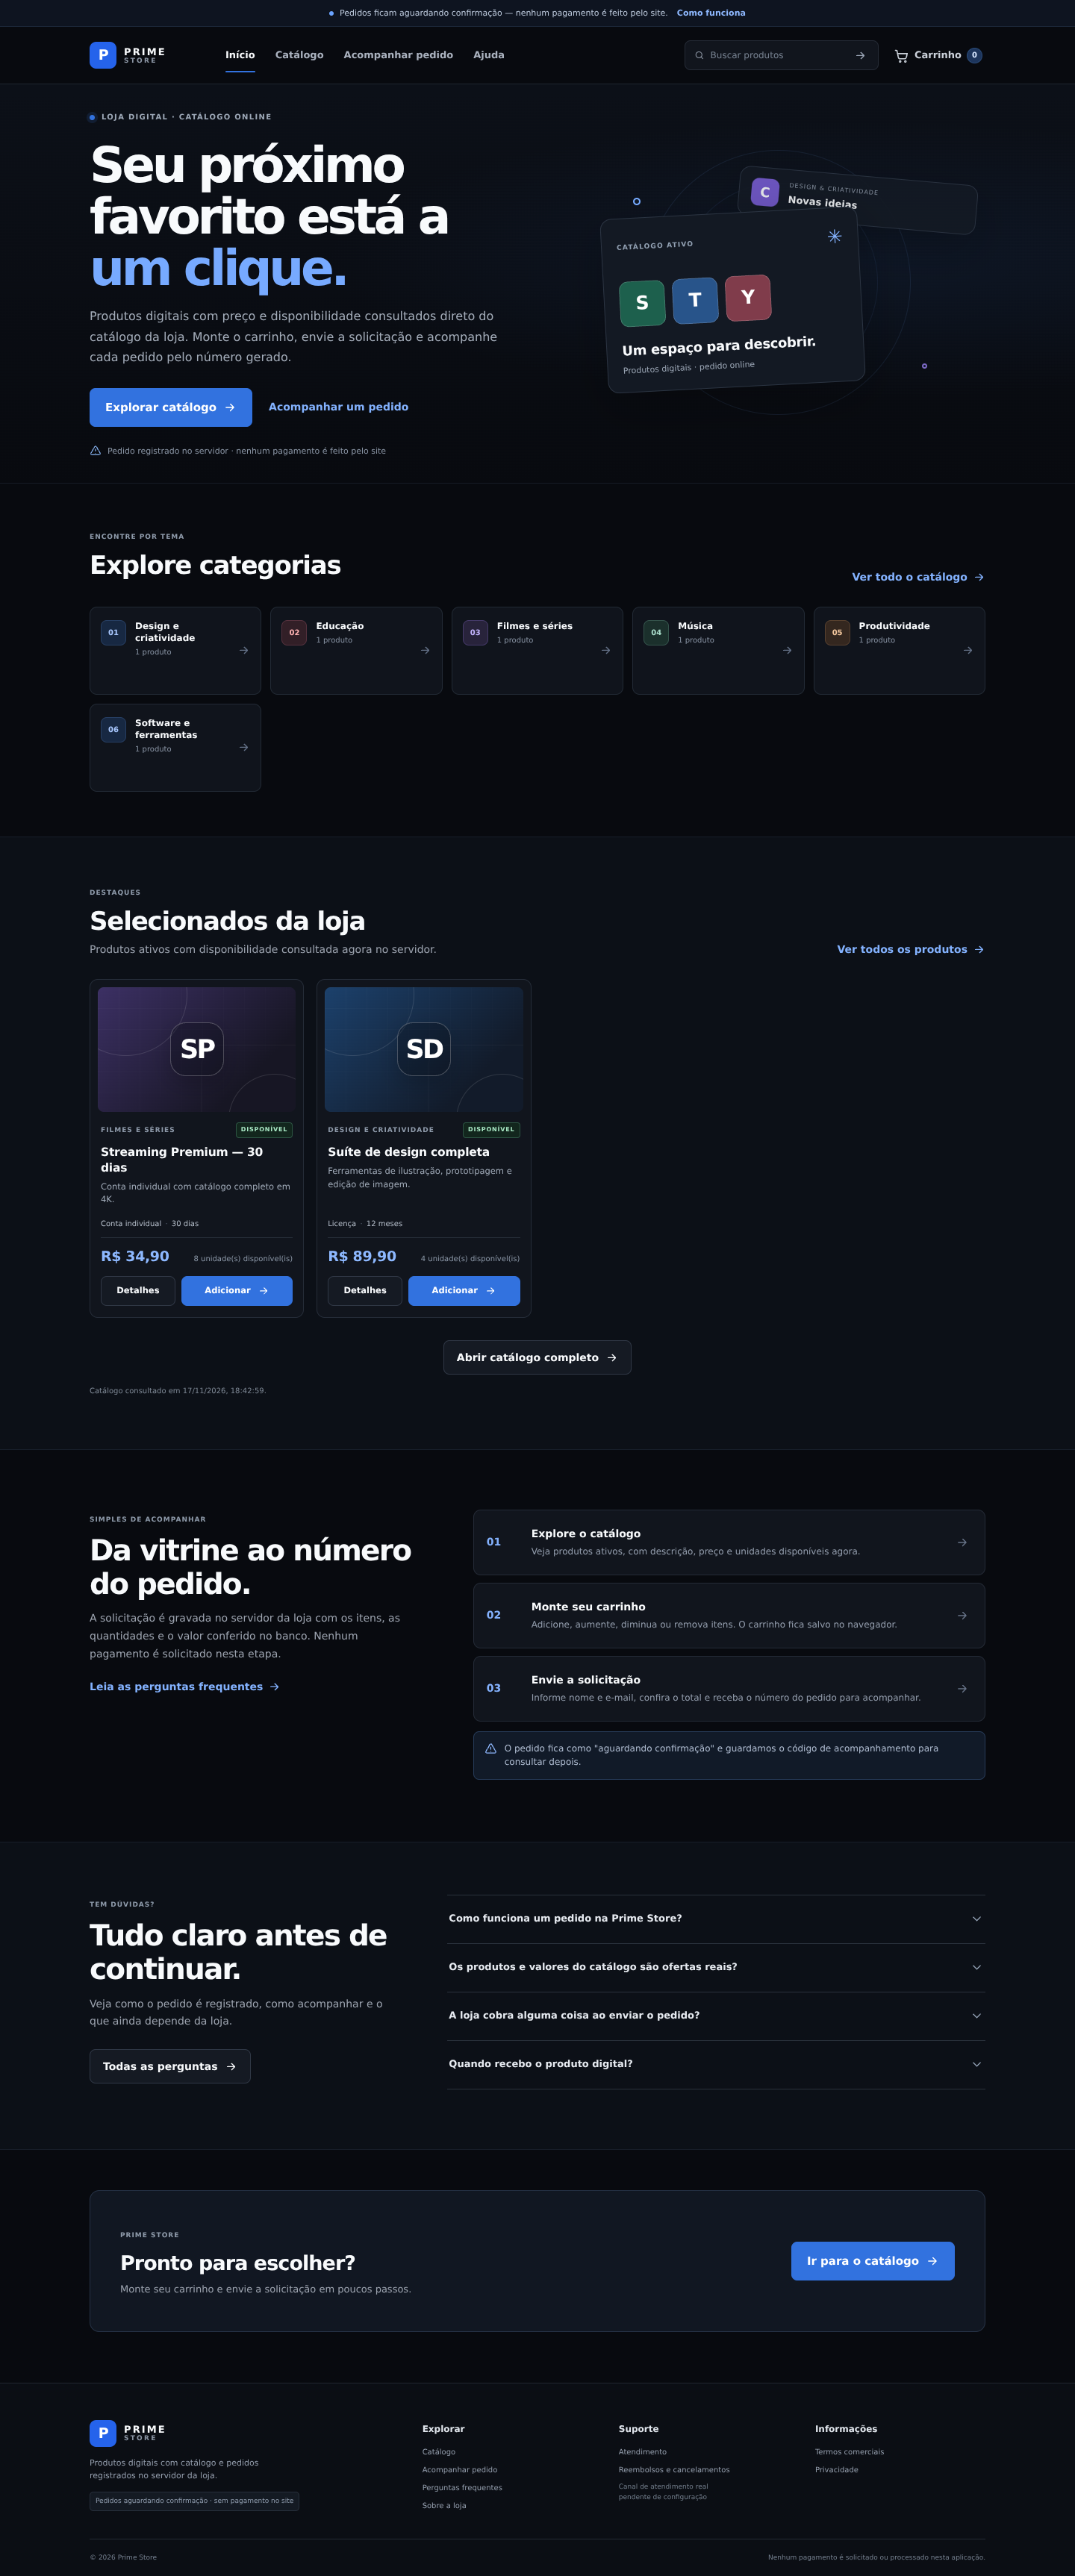 Pedidos ficam aguardando confirmação — nenhum pagamento é feito pelo site. Como funciona
P PRIME STORE
Início Catálogo Acompanhar pedido Ajuda
Buscar produtos
Carrinho 0
LOJA DIGITAL · CATÁLOGO ONLINE
Seu próximo
favorito está a
um clique.
Produtos digitais com preço e disponibilidade consultados direto do
catálogo da loja. Monte o carrinho, envie a solicitação e acompanhe
cada pedido pelo número gerado.
Explorar catálogo
Acompanhar um pedido
Pedido registrado no servidor · nenhum pagamento é feito pelo site
C
DESIGN & CRIATIVIDADE
Novas ideias
CATÁLOGO ATIVO
S T Y
Um espaço para descobrir.
Produtos digitais · pedido online
ENCONTRE POR TEMA
Explore categorias
Ver todo o catálogo
01
Design e
criatividade
1 produto
02
Educação
1 produto
03
Filmes e séries
1 produto
04
Música
1 produto
05
Produtividade
1 produto
06
Software e
ferramentas
1 produto
DESTAQUES
Selecionados da loja
Produtos ativos com disponibilidade consultada agora no servidor.
Ver todos os produtos
SP
FILMES E SÉRIES
DISPONÍVEL
Streaming Premium — 30
dias
Conta individual com catálogo completo em
4K.
Conta individual · 30 dias
R$ 34,90
8 unidade(s) disponível(is)
Detalhes
Adicionar
SD
DESIGN E CRIATIVIDADE
DISPONÍVEL
Suíte de design completa
Ferramentas de ilustração, prototipagem e
edição de imagem.
Licença · 12 meses
R$ 89,90
4 unidade(s) disponível(is)
Detalhes
Adicionar
Abrir catálogo completo
Catálogo consultado em 17/11/2026, 18:42:59.
SIMPLES DE ACOMPANHAR
Da vitrine ao número
do pedido.
A solicitação é gravada no servidor da loja com os itens, as
quantidades e o valor conferido no banco. Nenhum
pagamento é solicitado nesta etapa.
Leia as perguntas frequentes
01
Explore o catálogo
Veja produtos ativos, com descrição, preço e unidades disponíveis agora.
02
Monte seu carrinho
Adicione, aumente, diminua ou remova itens. O carrinho fica salvo no navegador.
03
Envie a solicitação
Informe nome e e-mail, confira o total e receba o número do pedido para acompanhar.
O pedido fica como "aguardando confirmação" e guardamos o código de acompanhamento para
consultar depois.
TEM DÚVIDAS?
Tudo claro antes de
continuar.
Veja como o pedido é registrado, como acompanhar e o
que ainda depende da loja.
Todas as perguntas
Como funciona um pedido na Prime Store?
Os produtos e valores do catálogo são ofertas reais?
A loja cobra alguma coisa ao enviar o pedido?
Quando recebo o produto digital?
PRIME STORE
Pronto para escolher?
Monte seu carrinho e envie a solicitação em poucos passos.
Ir para o catálogo
P PRIME STORE
Produtos digitais com catálogo e pedidos
registrados no servidor da loja.
Pedidos aguardando confirmação · sem pagamento no site
Explorar
Catálogo
Acompanhar pedido
Perguntas frequentes
Sobre a loja
Suporte
Atendimento
Reembolsos e cancelamentos
Canal de atendimento real
pendente de configuração
Informações
Termos comerciais
Privacidade
© 2026 Prime Store
Nenhum pagamento é solicitado ou processado nesta aplicação.